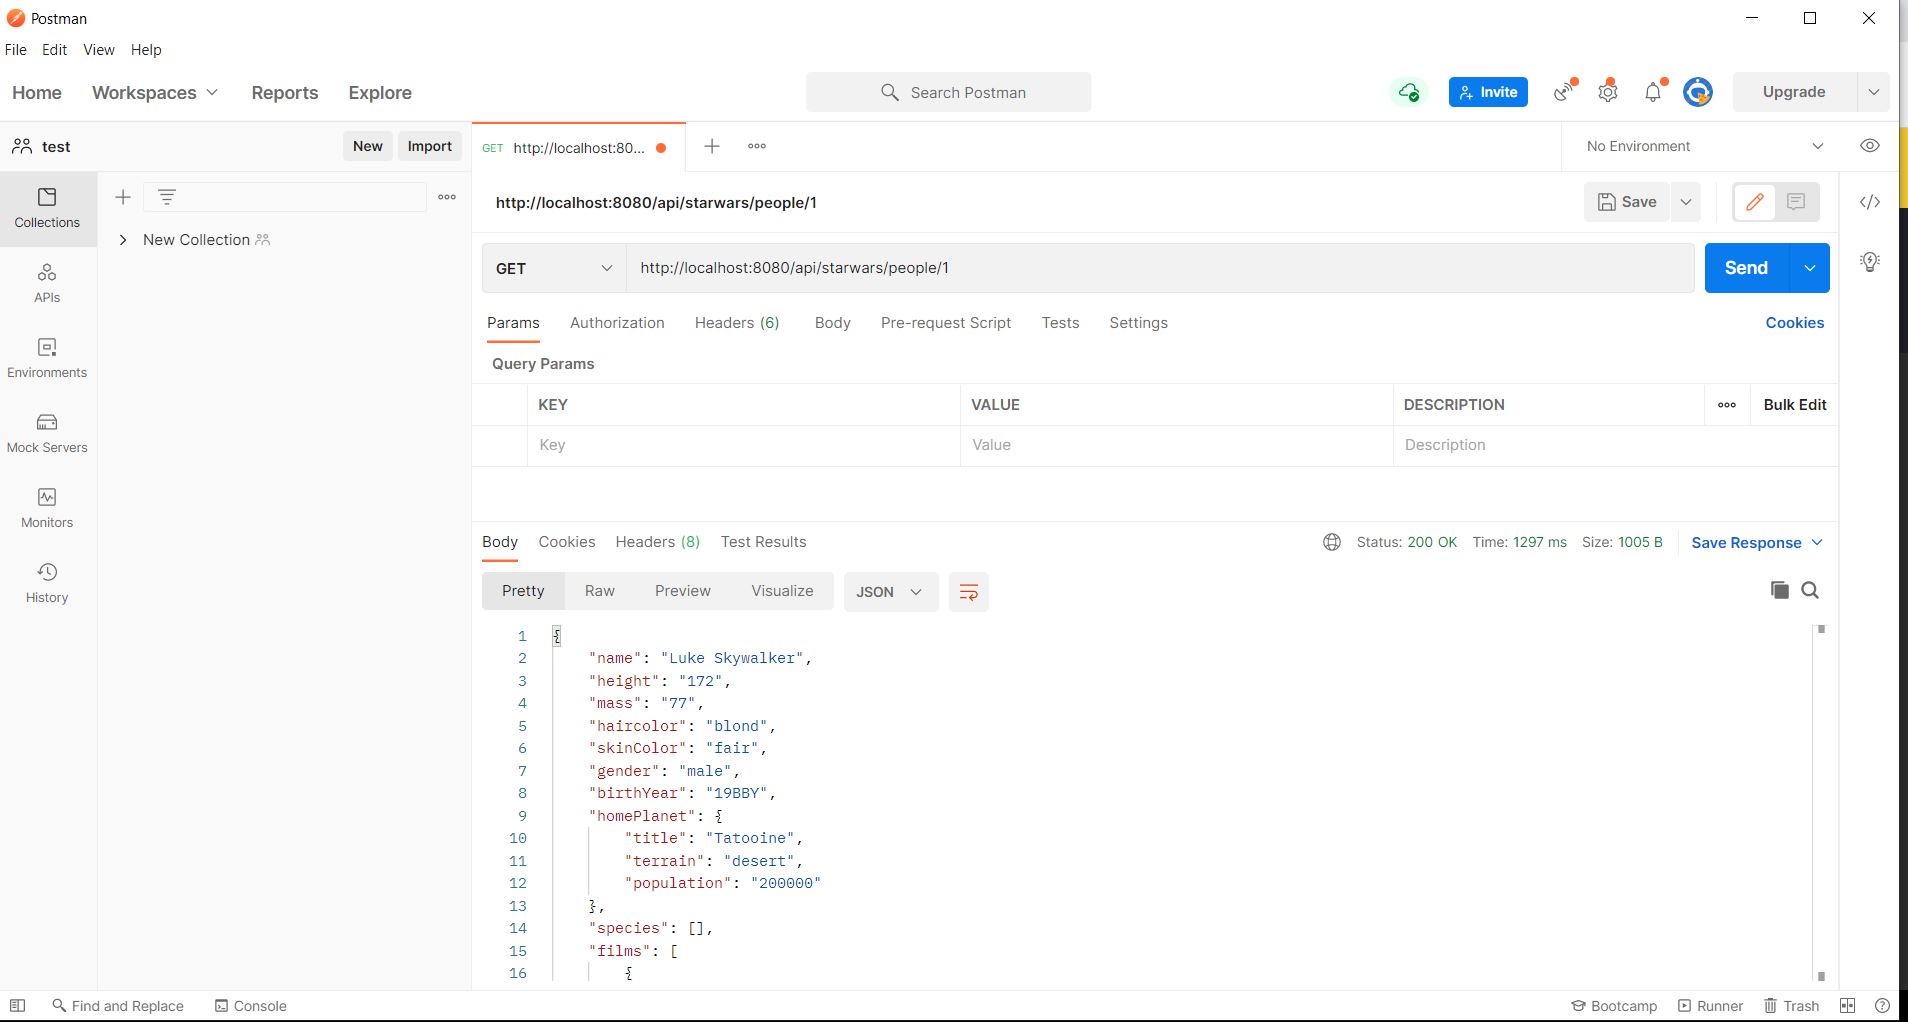 Postman
File Edit View Help
Home Workspaces Reports Explore Search Postman Invite Upgrade
test New Import GET http://localhost:80... No Environment
http://localhost:8080/api/starwars/people/1 Save
Collections
New Collection
GET http://localhost:8080/api/starwars/people/1 Send
APIs
Params Authorization Headers (6) Body Pre-request Script Tests Settings Cookies
Query Params
Environments
KEY VALUE DESCRIPTION Bulk Edit
Key Value Description
Mock Servers
Monitors
Body Cookies Headers (8) Test Results Status: 200 OK Time: 1297 ms Size: 1005 B Save Response
History
Pretty Raw Preview Visualize JSON
1 {
2 "name": "Luke Skywalker",
3 "height": "172",
4 "mass": "77",
5 "haircolor": "blond",
6 "skinColor": "fair",
7 "gender": "male",
8 "birthYear": "19BBY",
9 "homePlanet": {
10 "title": "Tatooine",
11 "terrain": "desert",
12 "population": "200000"
13 },
14 "species": [],
15 "films": [
16 {
Find and Replace Console Bootcamp Runner Trash